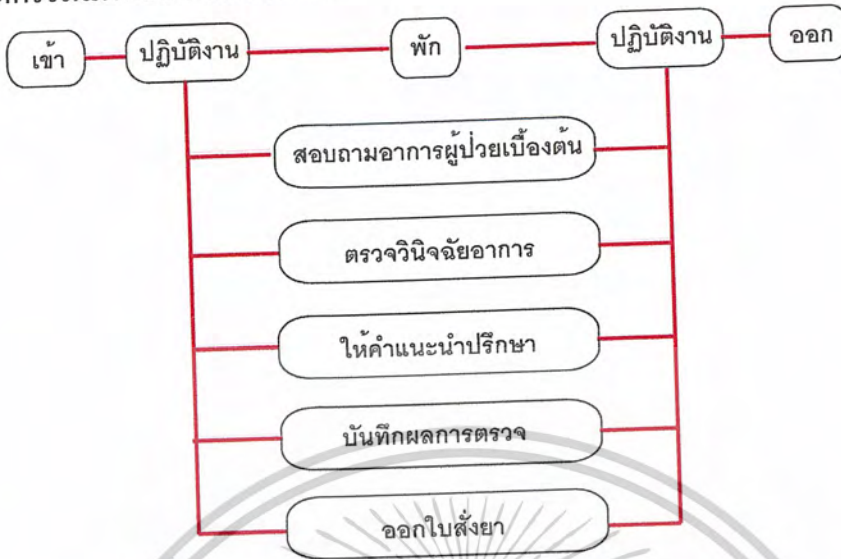 เข้า ปฏิบัติงาน พัก ปฏิบัติงาน ออก
สอบถามอาการผู้ป่วยเบื้องต้น
ตรวจวินิจฉัยอาการ
ให้คำแนะนำปรึกษา
บันทึกผลการตรวจ
ออกใบสั่งยา